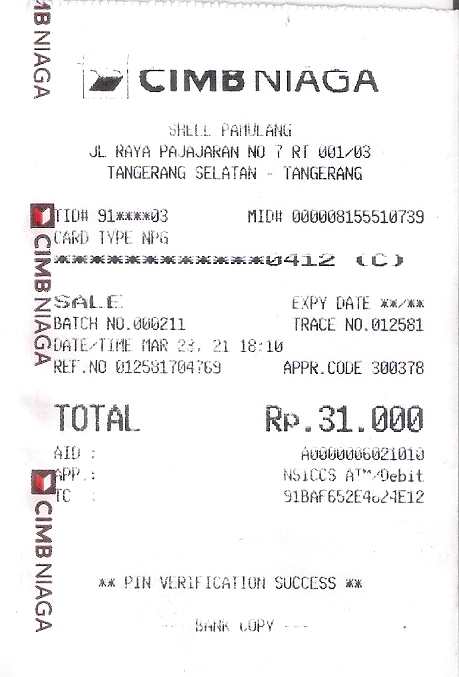 CIMB NIAGA
SHELL PAMULANG
JL RAYA PAJAJARAN NO 7 RT 001/03
TANGERANG SELATAN - TANGERANG
TID# 91****03 MID# 000008155510739
CARD TYPE NPG
**************0412 (C)
SALE EXPY DATE **/**
BATCH NO.000211 TRACE NO.012581
DATE/TIME MAR 23, 21 18:10
REF.NO 012581704769 APPR.CODE 300378
TOTAL Rp.31.000
AID : A0000006021010
APP.: NSICCS ATM/Debit
TC : 91BAF652E4624E12
** PIN VERIFICATION SUCCESS **
--- BANK COPY ---
CIMB NIAGA
CIMB NIAGA
MB NIAGA